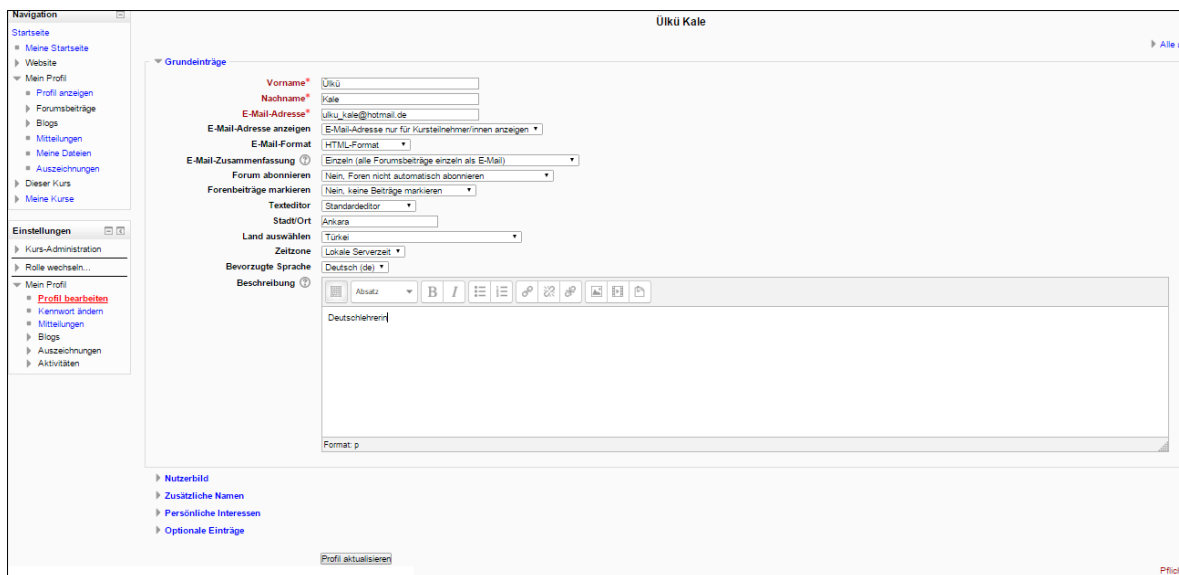 Navigation
Startseite
Meine Startseite
Website
Mein Profil
Profil anzeigen
Forumsbeiträge
Blogs
Mitteilungen
Meine Dateien
Auszeichnungen
Dieser Kurs
Meine Kurse
Einstellungen
Kurs-Administration
Rolle wechseln...
Mein Profil
Profil bearbeiten
Kennwort ändern
Mitteilungen
Blogs
Auszeichnungen
Aktivitäten
Ülkü Kale
Alle
Grundeinträge
Vorname* Ülkü
Nachname* Kale
E-Mail-Adresse* ulku_kale@hotmail.de
E-Mail-Adresse anzeigen E-Mail-Adresse nur für Kursteilnehmer/innen anzeigen
E-Mail-Format HTML-Format
E-Mail-Zusammenfassung Einzeln (alle Forumsbeiträge einzeln als E-Mail)
Forum abonnieren Nein, Foren nicht automatisch abonnieren
Forenbeiträge markieren Nein, keine Beiträge markieren
Texteditor Standardeditor
Stadt/Ort Ankara
Land auswählen Türkei
Zeitzone Lokale Serverzeit
Bevorzugte Sprache Deutsch (de)
Beschreibung
Absatz B I
Deutschlehrerin
Format: p
Nutzerbild
Zusätzliche Namen
Persönliche Interessen
Optionale Einträge
Profil aktualisieren
Pflic